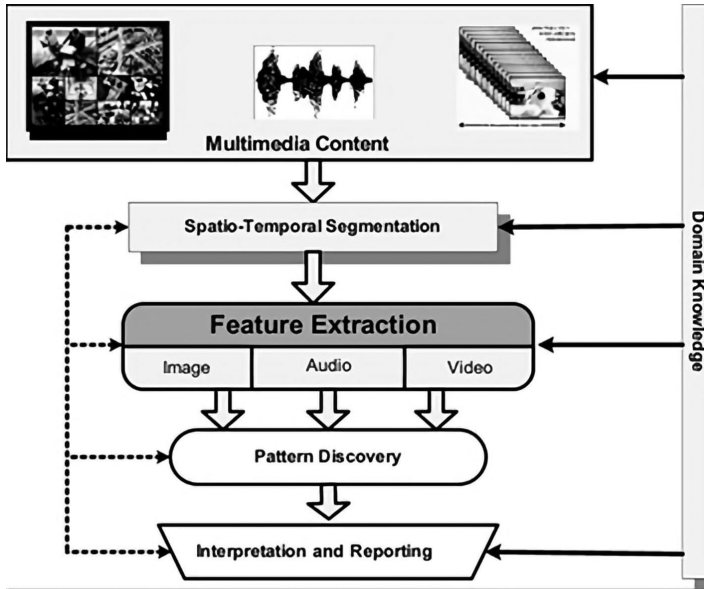 Multimedia Content
Spatio-Temporal Segmentation
Feature Extraction
Image
Audio
Video
Pattern Discovery
Interpretation and Reporting
Domain Knowledge